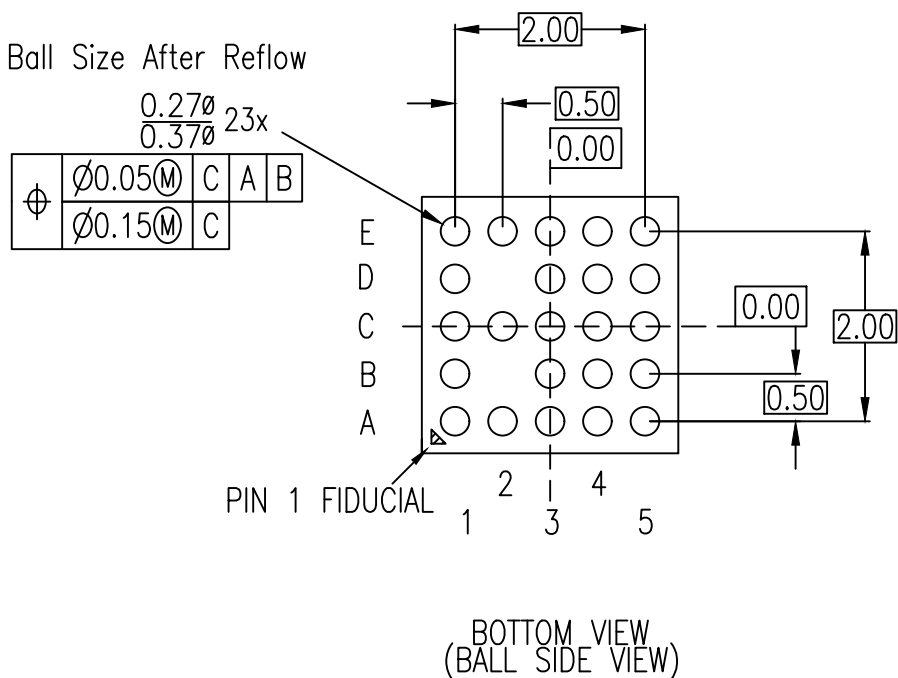 2.00
Ball Size After Reflow
0.50
0.27ø
0.37ø
23x
0.00
Ø0.05Ⓜ C A B
Ø0.15Ⓜ C
E
D
C
B
A
0.00
2.00
0.50
PIN 1 FIDUCIAL
2 4
1 3 5
BOTTOM VIEW
(BALL SIDE VIEW)